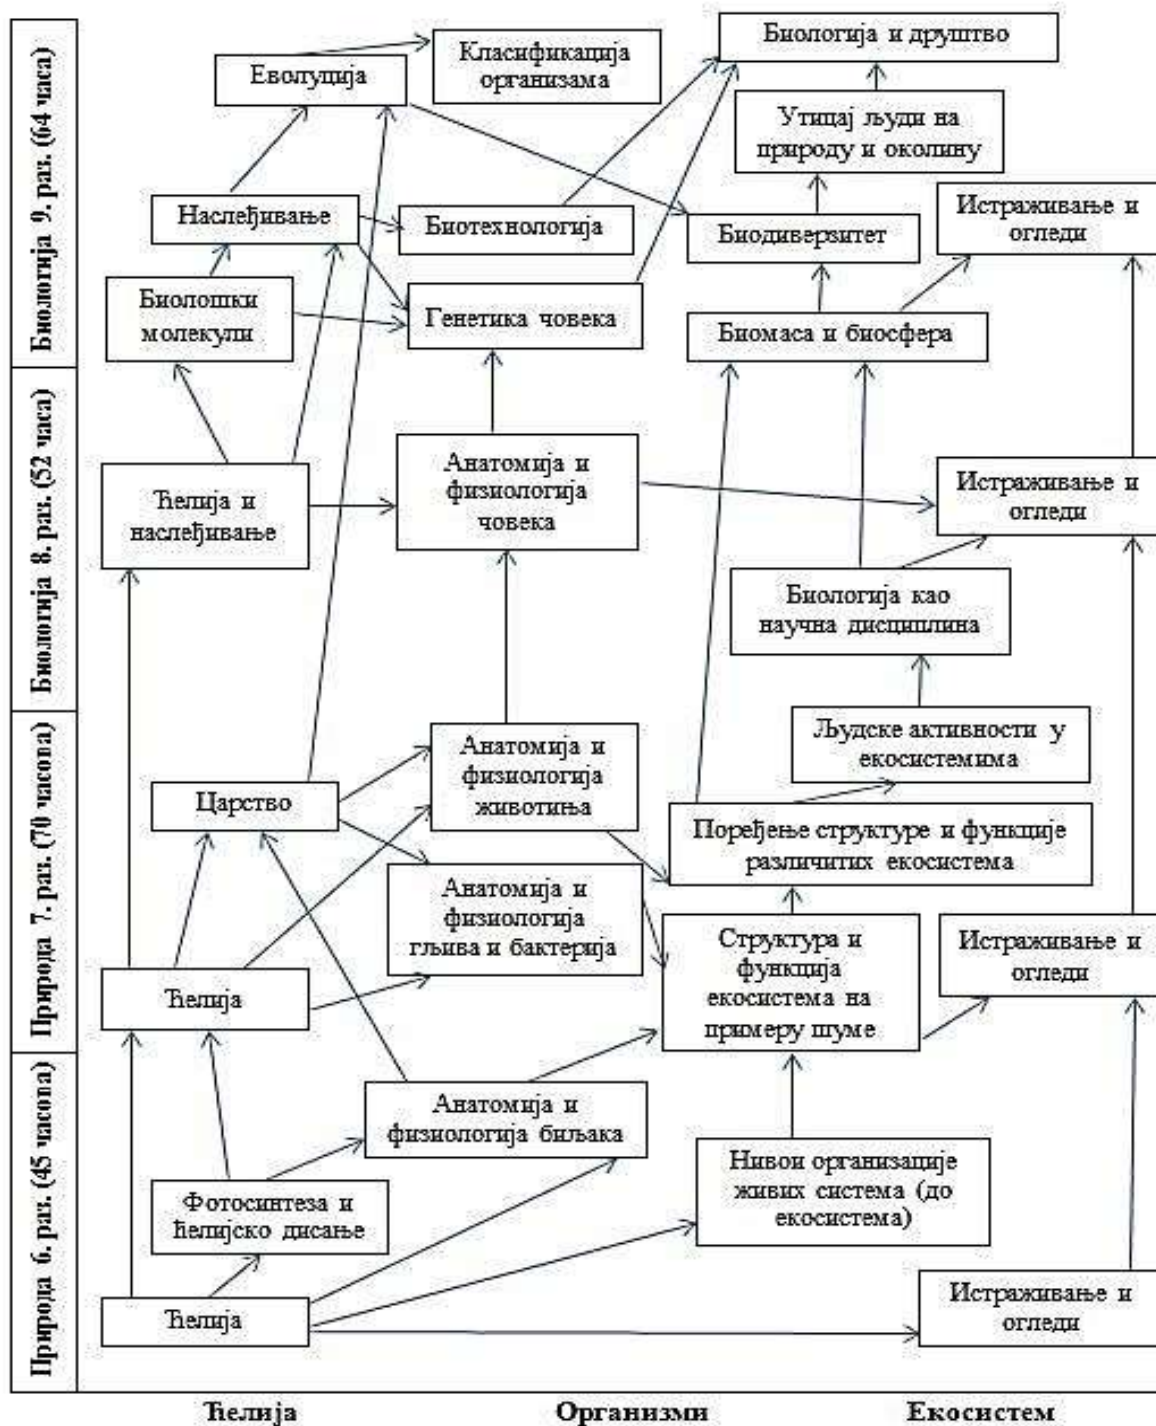 Биологија 9. раз. (64 часа)
Биологија и друштво
Класификација
организама
Еволуција
Утицај људи на
природу и околину
Наслеђивање
Биотехнологија
Биодиверзитет
Истраживање и
огледи
Биолошки
молекули
Генетика човека
Биомаса и биосфера
Биологија 8. раз. (52 часа)
Ћелија и
наслеђивање
Анатомија и
физиологија
човека
Истраживање и
огледи
Биологија као
научна дисциплина
Природа 7. раз. (70 часова)
Људске активности у
екосистемима
Царство
Анатомија и
физиологија
животиња
Поређење структуре и функције
различитих екосистема
Анатомија и
физиологија
гљива и бактерија
Структура и
функција
екосистема на
примеру шуме
Истраживање и
огледи
Ћелија
Природа 6. раз. (45 часова)
Анатомија и
физиологија биљака
Нивои организације
живих система (до
екосистема)
Фотосинтеза и
ћелијско дисање
Ћелија
Истраживање и
огледи
Ћелија
Организми
Екосистем